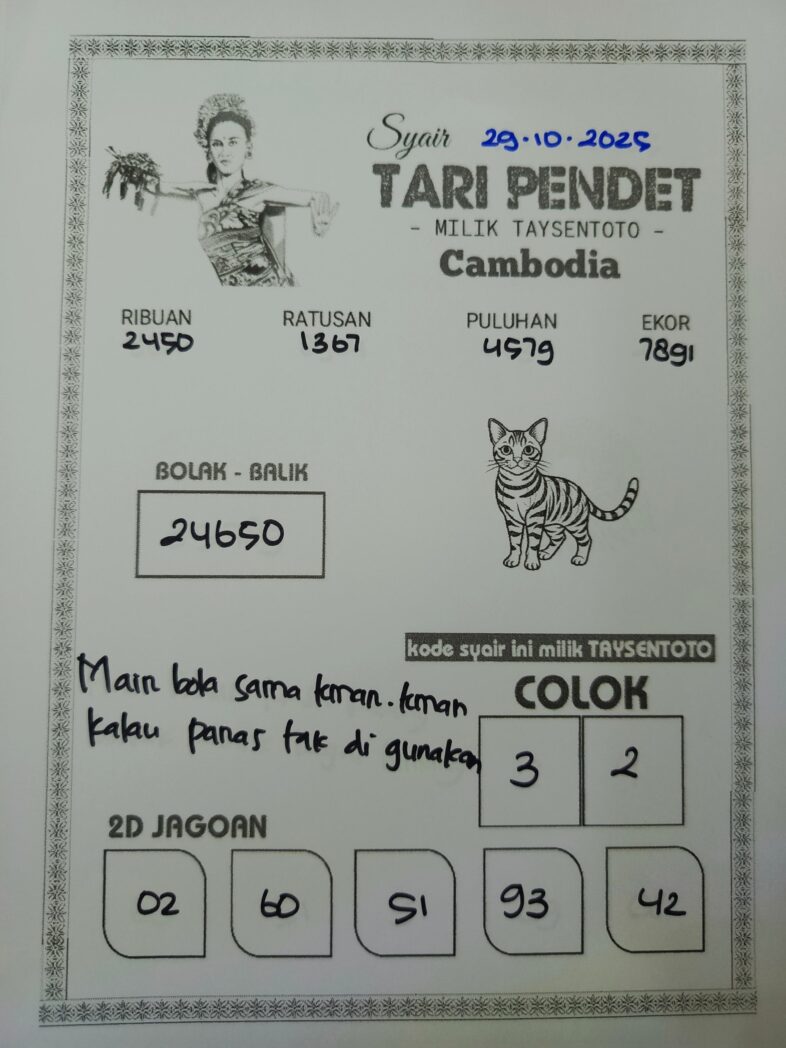 Syair 29.10.2025
TARI PENDET
- MILIK TAYSENTOTO -
Cambodia
RIBUAN RATUSAN PULUHAN EKOR
2450 1367 4579 7891
BOLAK - BALIK
24650
kode syair ini milik TAYSENTOTO
Main bola sama teman-teman
kalau panas tak di gunakan
COLOK
3 2
2D JAGOAN
02 60 51 93 42